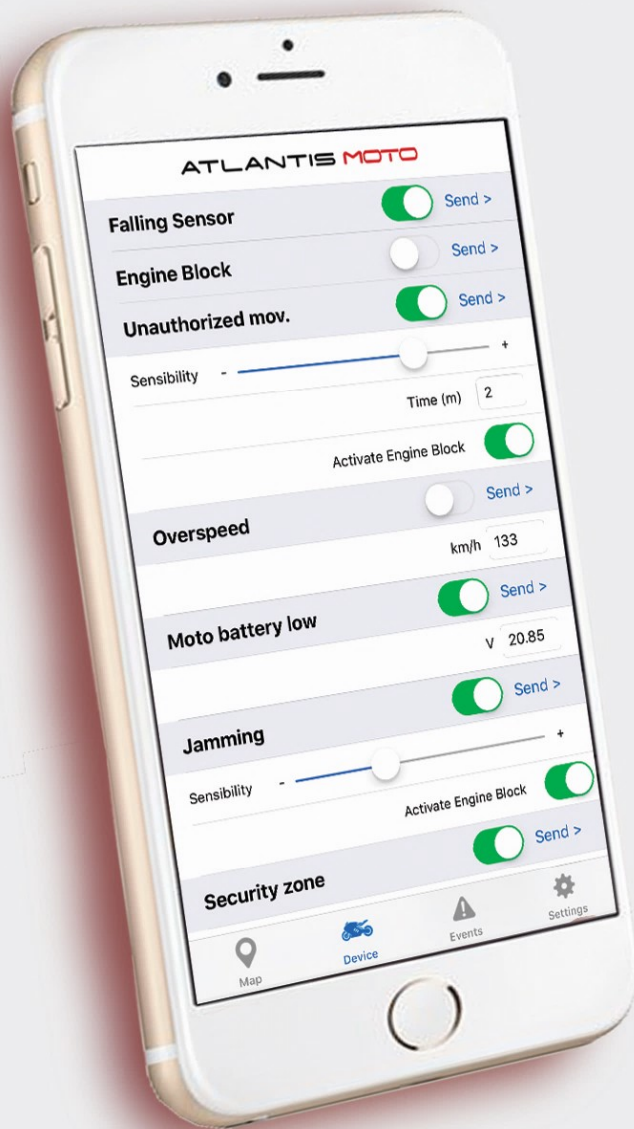 ATLANTIS MOTO
Falling Sensor Send >
Engine Block Send >
Unauthorized mov. Send >
Sensibility - +
Time (m) 2
Activate Engine Block
Overspeed Send >
km/h 133
Moto battery low Send >
V 20.85
Jamming Send >
Sensibility - +
Activate Engine Block
Security zone Send >
Map Device Events Settings